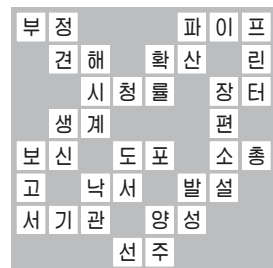 부 정 파 이 프
견 해 확 산 린
시 청 률 장 터
생 계 편
보 신 도 포 소 총
고 낙 서 발 설
서 기 관 양 성
선 주